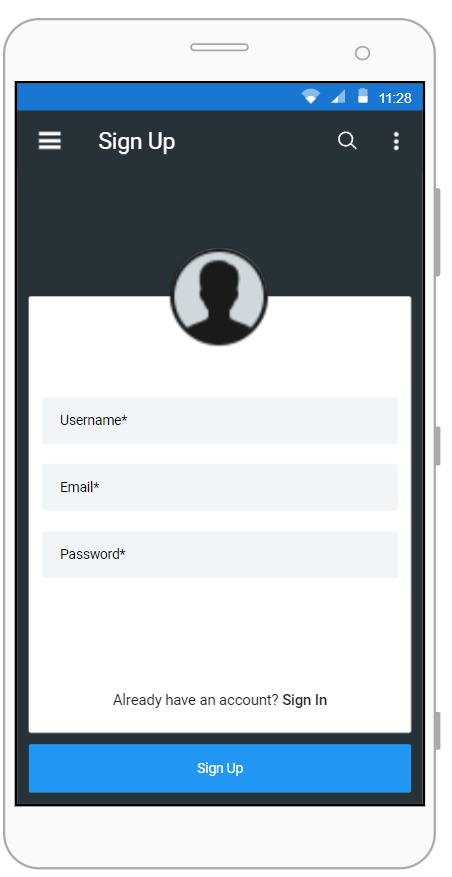 11:28
Sign Up
Username*
Email*
Password*
Already have an account? Sign In
Sign Up